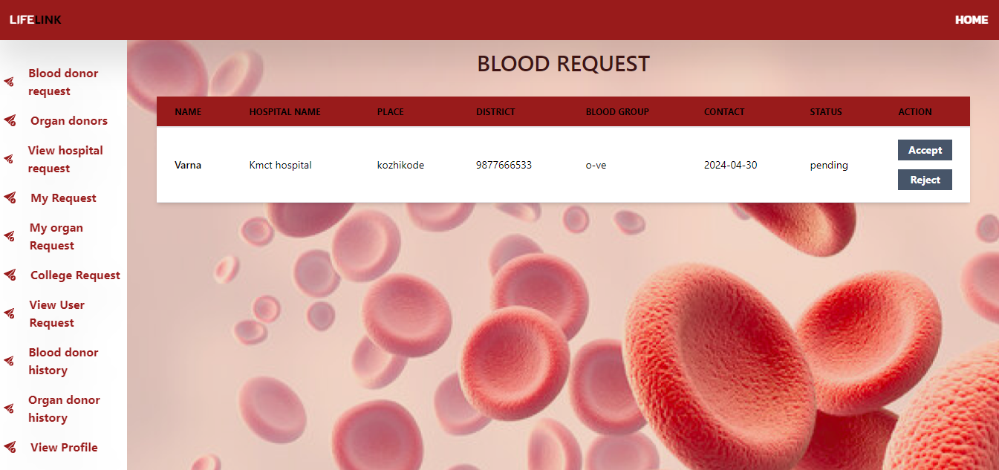 LIFELINK HOME
Blood donor
request
Organ donors
View hospital
request
My Request
My organ
Request
College Request
View User
Request
Blood donor
history
Organ donor
history
View Profile
BLOOD REQUEST
NAME HOSPITAL NAME PLACE DISTRICT BLOOD GROUP CONTACT STATUS ACTION
Varna Kmct hospital kozhikode 9877666533 o-ve 2024-04-30 pending
Accept
Reject